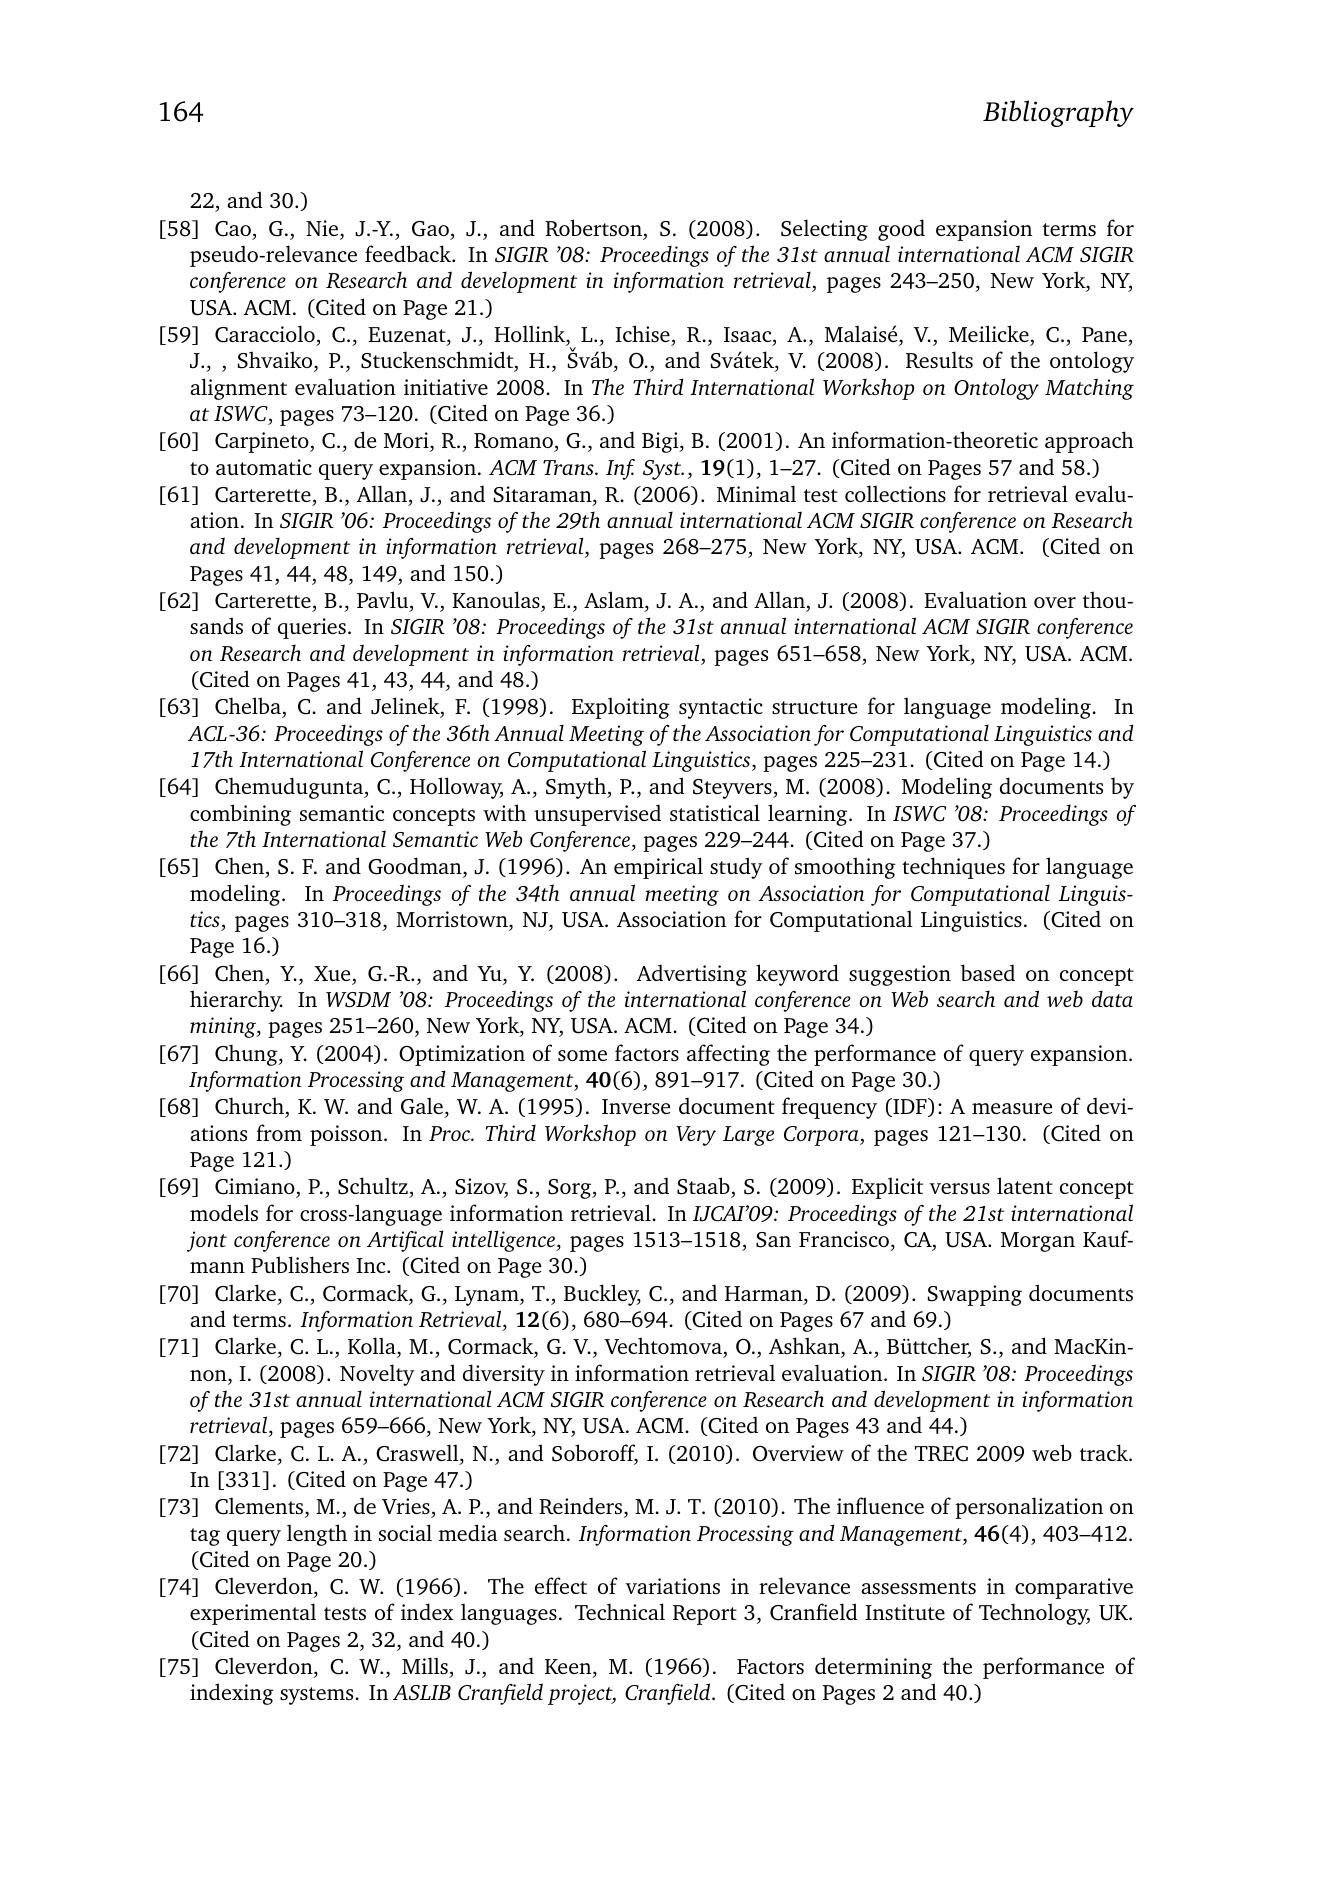 164 Bibliography
22, and 30.)
[58] Cao, G., Nie, J.-Y., Gao, J., and Robertson, S. (2008). Selecting good expansion terms for
pseudo-relevance feedback. In SIGIR ’08: Proceedings of the 31st annual international ACM SIGIR
conference on Research and development in information retrieval, pages 243–250, New York, NY,
USA. ACM. (Cited on Page 21.)
[59] Caracciolo, C., Euzenat, J., Hollink, L., Ichise, R., Isaac, A., Malaisé, V., Meilicke, C., Pane,
J., , Shvaiko, P., Stuckenschmidt, H., Šváb, O., and Svátek, V. (2008). Results of the ontology
alignment evaluation initiative 2008. In The Third International Workshop on Ontology Matching
at ISWC, pages 73–120. (Cited on Page 36.)
[60] Carpineto, C., de Mori, R., Romano, G., and Bigi, B. (2001). An information-theoretic approach
to automatic query expansion. ACM Trans. Inf. Syst., 19(1), 1–27. (Cited on Pages 57 and 58.)
[61] Carterette, B., Allan, J., and Sitaraman, R. (2006). Minimal test collections for retrieval evalu-
ation. In SIGIR ’06: Proceedings of the 29th annual international ACM SIGIR conference on Research
and development in information retrieval, pages 268–275, New York, NY, USA. ACM. (Cited on
Pages 41, 44, 48, 149, and 150.)
[62] Carterette, B., Pavlu, V., Kanoulas, E., Aslam, J. A., and Allan, J. (2008). Evaluation over thou-
sands of queries. In SIGIR ’08: Proceedings of the 31st annual international ACM SIGIR conference
on Research and development in information retrieval, pages 651–658, New York, NY, USA. ACM.
(Cited on Pages 41, 43, 44, and 48.)
[63] Chelba, C. and Jelinek, F. (1998). Exploiting syntactic structure for language modeling. In
ACL-36: Proceedings of the 36th Annual Meeting of the Association for Computational Linguistics and
17th International Conference on Computational Linguistics, pages 225–231. (Cited on Page 14.)
[64] Chemudugunta, C., Holloway, A., Smyth, P., and Steyvers, M. (2008). Modeling documents by
combining semantic concepts with unsupervised statistical learning. In ISWC ’08: Proceedings of
the 7th International Semantic Web Conference, pages 229–244. (Cited on Page 37.)
[65] Chen, S. F. and Goodman, J. (1996). An empirical study of smoothing techniques for language
modeling. In Proceedings of the 34th annual meeting on Association for Computational Linguis-
tics, pages 310–318, Morristown, NJ, USA. Association for Computational Linguistics. (Cited on
Page 16.)
[66] Chen, Y., Xue, G.-R., and Yu, Y. (2008). Advertising keyword suggestion based on concept
hierarchy. In WSDM ’08: Proceedings of the international conference on Web search and web data
mining, pages 251–260, New York, NY, USA. ACM. (Cited on Page 34.)
[67] Chung, Y. (2004). Optimization of some factors affecting the performance of query expansion.
Information Processing and Management, 40(6), 891–917. (Cited on Page 30.)
[68] Church, K. W. and Gale, W. A. (1995). Inverse document frequency (IDF): A measure of devi-
ations from poisson. In Proc. Third Workshop on Very Large Corpora, pages 121–130. (Cited on
Page 121.)
[69] Cimiano, P., Schultz, A., Sizov, S., Sorg, P., and Staab, S. (2009). Explicit versus latent concept
models for cross-language information retrieval. In IJCAI’09: Proceedings of the 21st international
jont conference on Artifical intelligence, pages 1513–1518, San Francisco, CA, USA. Morgan Kauf-
mann Publishers Inc. (Cited on Page 30.)
[70] Clarke, C., Cormack, G., Lynam, T., Buckley, C., and Harman, D. (2009). Swapping documents
and terms. Information Retrieval, 12(6), 680–694. (Cited on Pages 67 and 69.)
[71] Clarke, C. L., Kolla, M., Cormack, G. V., Vechtomova, O., Ashkan, A., Büttcher, S., and MacKin-
non, I. (2008). Novelty and diversity in information retrieval evaluation. In SIGIR ’08: Proceedings
of the 31st annual international ACM SIGIR conference on Research and development in information
retrieval, pages 659–666, New York, NY, USA. ACM. (Cited on Pages 43 and 44.)
[72] Clarke, C. L. A., Craswell, N., and Soboroff, I. (2010). Overview of the TREC 2009 web track.
In [331]. (Cited on Page 47.)
[73] Clements, M., de Vries, A. P., and Reinders, M. J. T. (2010). The influence of personalization on
tag query length in social media search. Information Processing and Management, 46(4), 403–412.
(Cited on Page 20.)
[74] Cleverdon, C. W. (1966). The effect of variations in relevance assessments in comparative
experimental tests of index languages. Technical Report 3, Cranfield Institute of Technology, UK.
(Cited on Pages 2, 32, and 40.)
[75] Cleverdon, C. W., Mills, J., and Keen, M. (1966). Factors determining the performance of
indexing systems. In ASLIB Cranfield project, Cranfield. (Cited on Pages 2 and 40.)